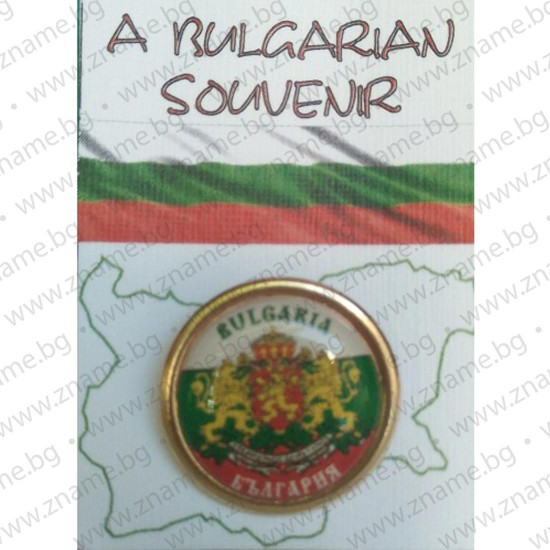 A BULGARIAN
SOUVENIR
BULGARIA
БЪЛГАРИЯ
www.zname.bg